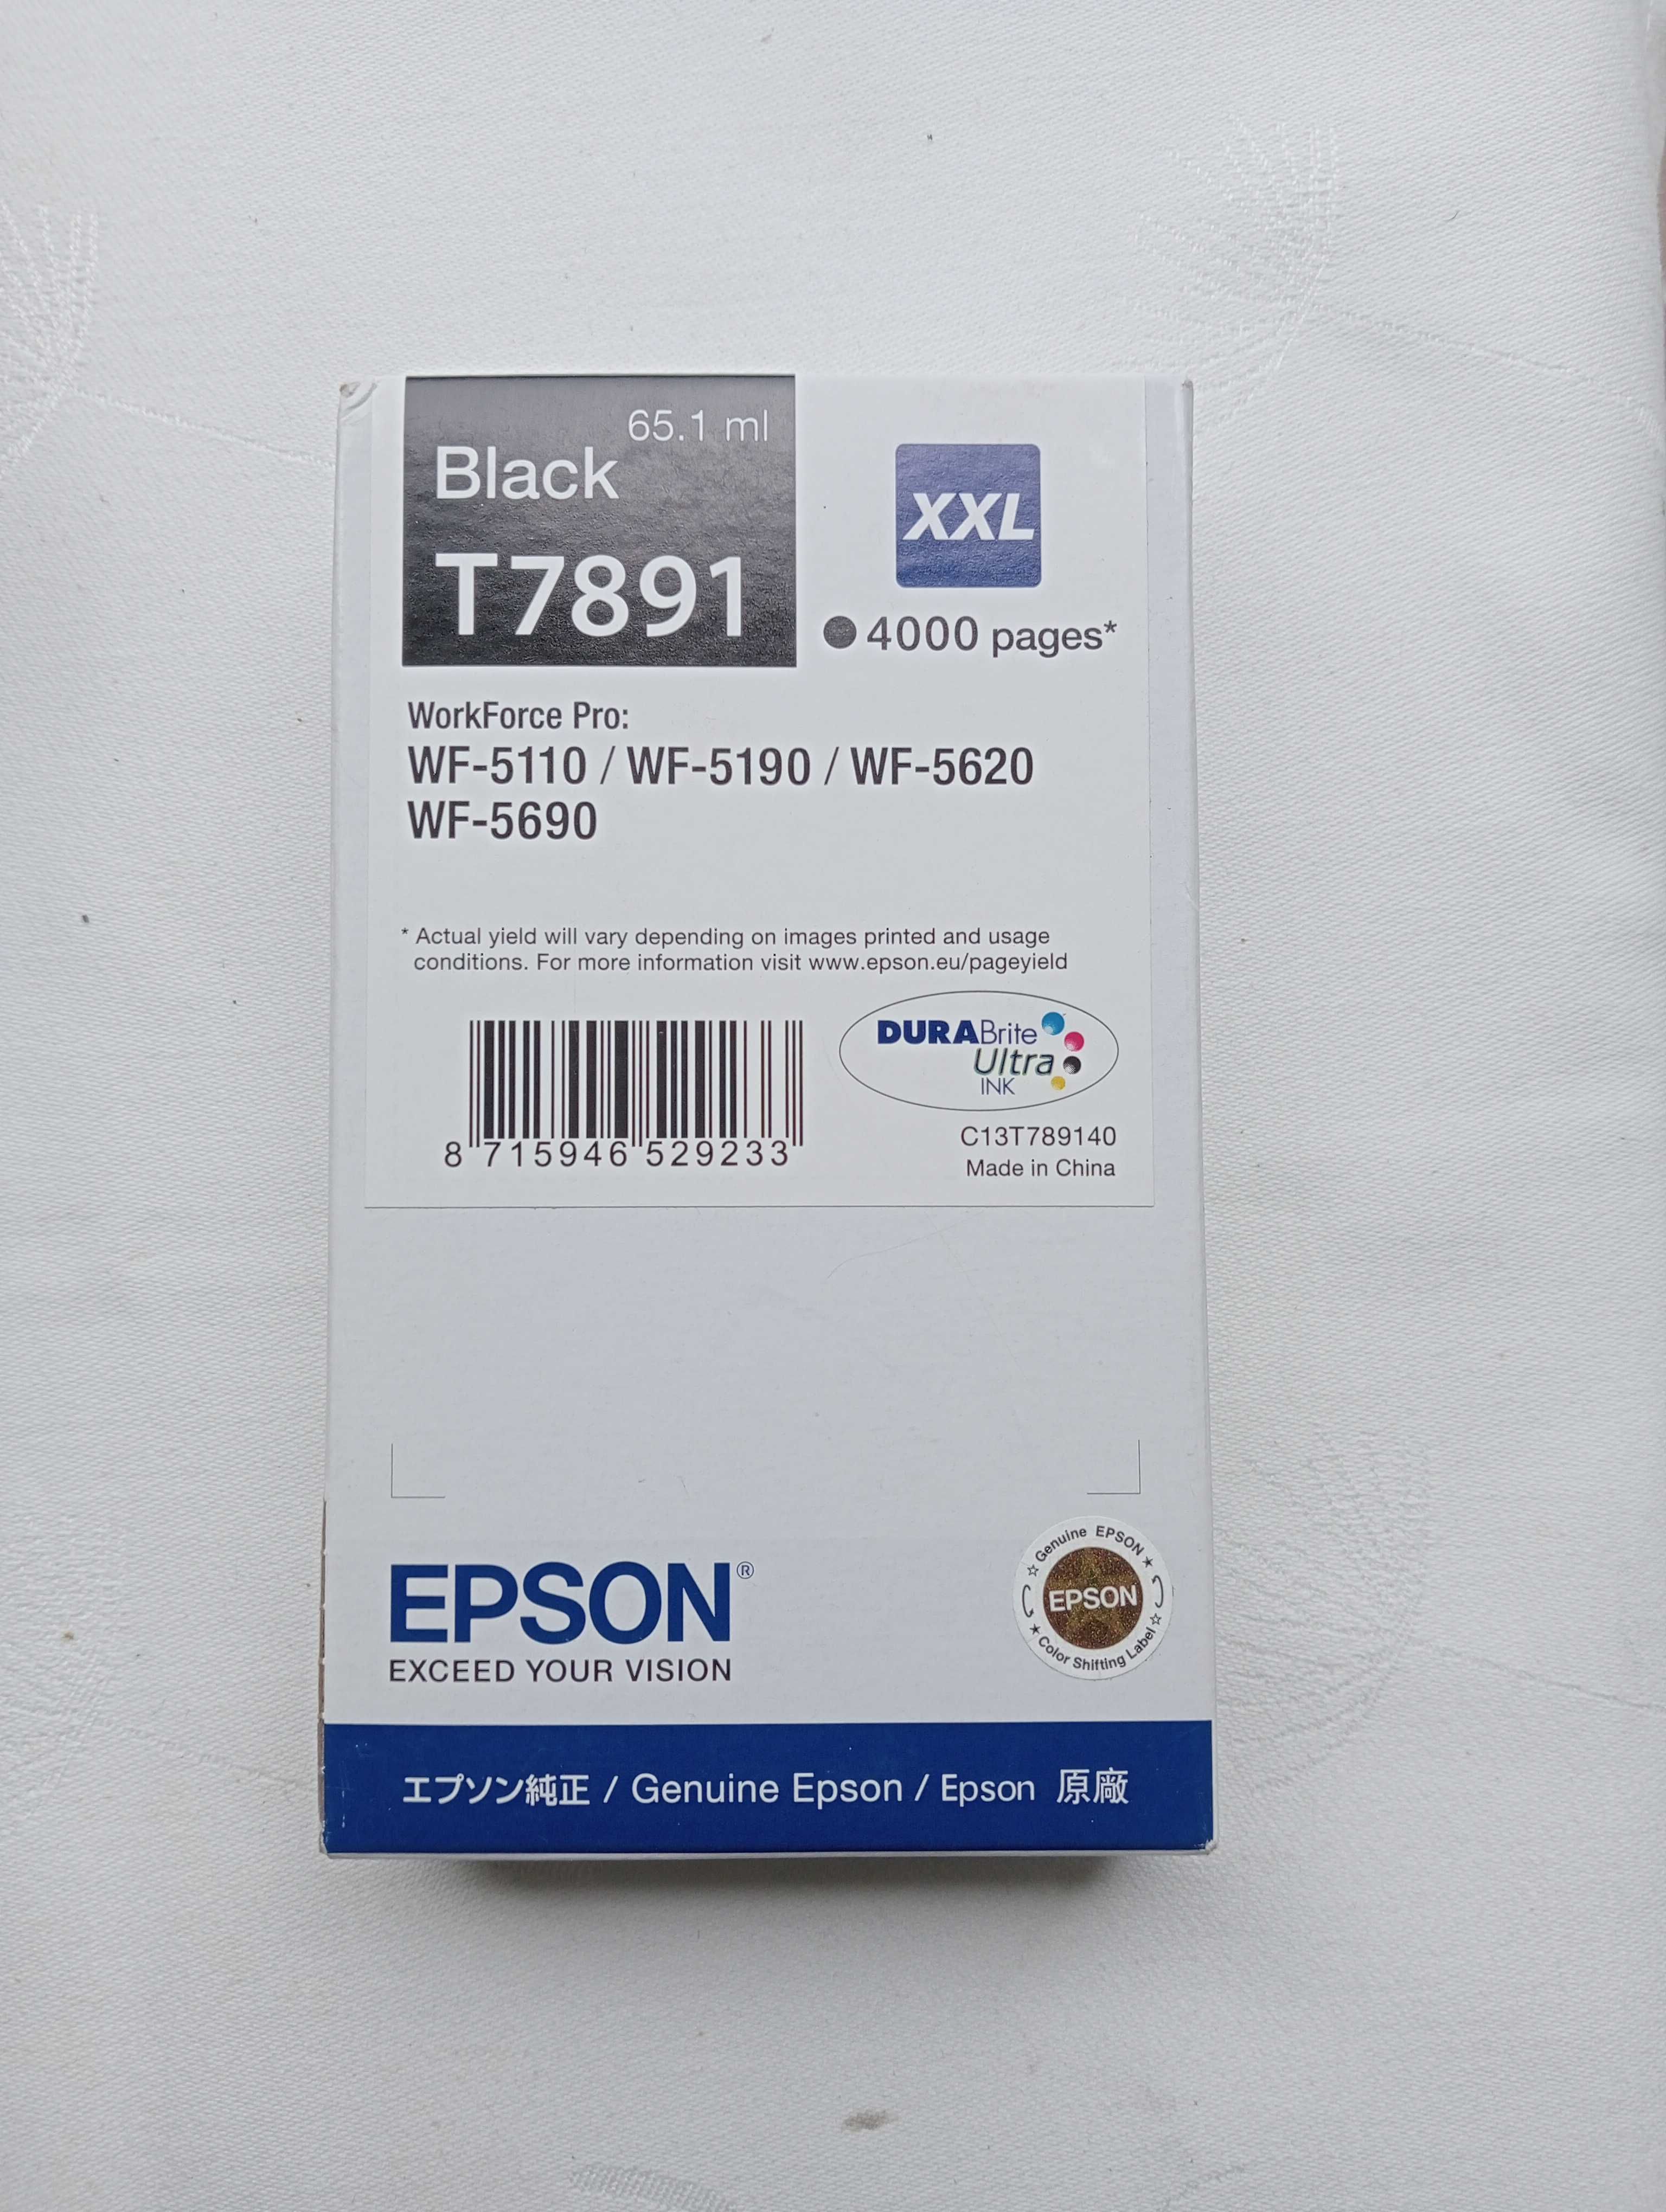 65.1 ml
Black
T7891
XXL
4000 pages*
WorkForce Pro:
WF-5110 / WF-5190 / WF-5620
WF-5690
* Actual yield will vary depending on images printed and usage
conditions. For more information visit www.epson.eu/pageyield
DURABrite
Ultra
INK
8 715946 529233
C13T789140
Made in China
EPSON®
EXCEED YOUR VISION
Genuine EPSON
EPSON
Color Shifting Label
エプソン純正 / Genuine Epson / Epson 原廠